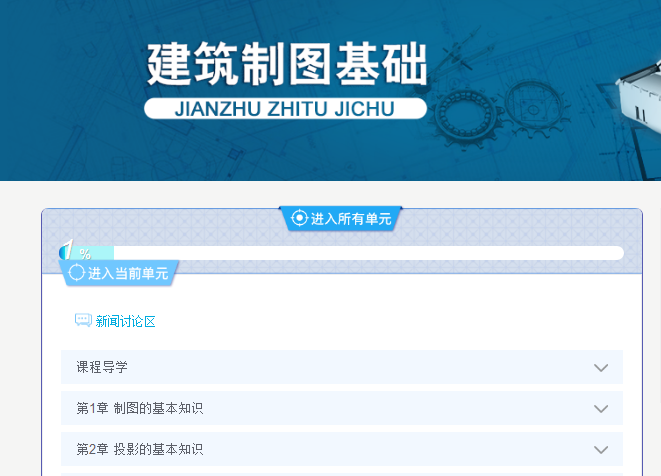 建筑制图基础
JIANZHU ZHITU JICHU
进入所有单元
1%
进入当前单元
新闻讨论区
课程导学
第1章 制图的基本知识
第2章 投影的基本知识